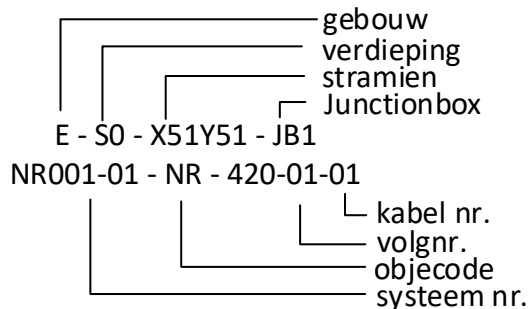 gebouw
verdieping
stramien
Junctionbox
E - S0 - X51Y51 - JB1
NR001-01 - NR - 420-01-01
kabel nr.
volgnr.
objecode
systeem nr.